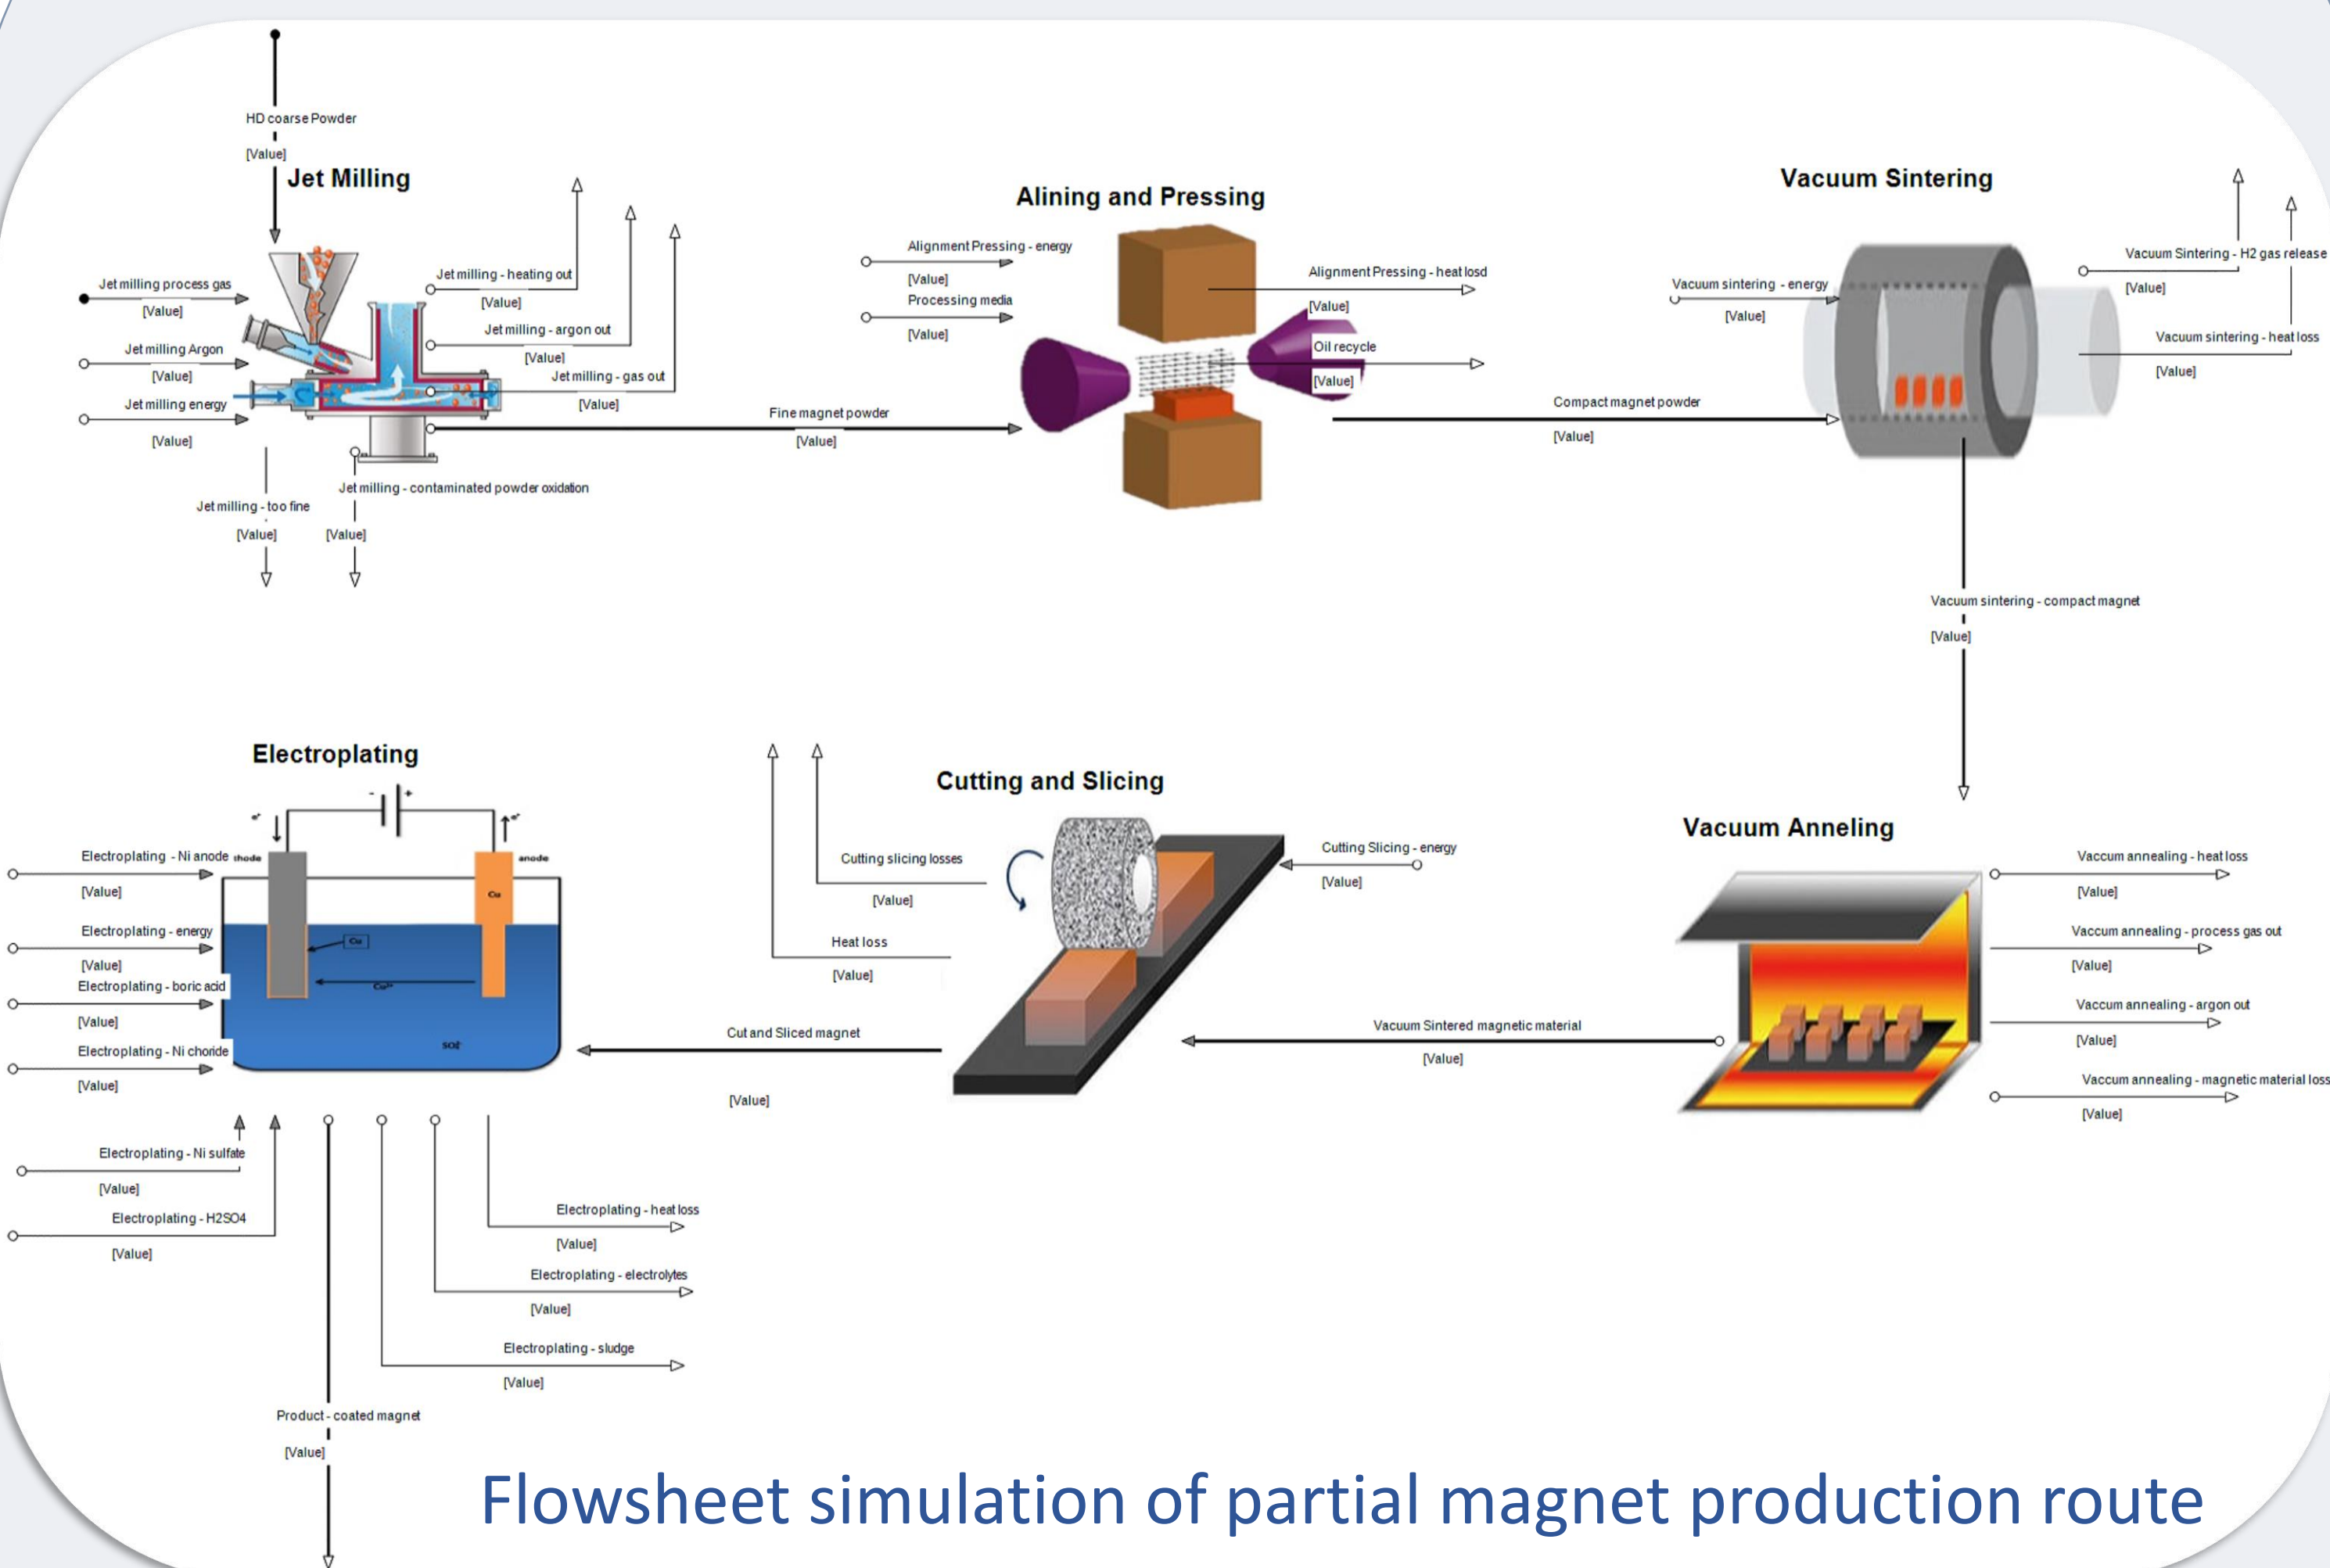 HD coarse Powder
[Value]
Jet Milling
Jet milling process gas
[Value]
Jet milling Argon
[Value]
Jet milling energy
[Value]
Jet milling - heating out
[Value]
Jet milling - argon out
[Value]
Jet milling - gas out
[Value]
Jet milling - too fine
[Value]
Jet milling - contaminated powder oxidation
[Value]
Fine magnet powder
[Value]
Alining and Pressing
Alignment Pressing - energy
[Value]
Processing media
[Value]
Alignment Pressing - heat losd
[Value]
Oil recycle
[Value]
Compact magnet powder
[Value]
Vacuum Sintering
Vacuum sintering - energy
[Value]
Vacuum Sintering - H2 gas release
[Value]
Vacuum sintering - heat loss
[Value]
Vacuum sintering - compact magnet
[Value]
Vacuum Anneling
Vaccum annealing - heat loss
[Value]
Vaccum annealing - process gas out
[Value]
Vaccum annealing - argon out
[Value]
Vaccum annealing - magnetic material loss
[Value]
Vacuum Sintered magnetic material
[Value]
Cutting and Slicing
Cutting Slicing - energy
[Value]
Cutting slicing losses
[Value]
Heat loss
[Value]
Cut and Sliced magnet
[Value]
Electroplating
- +
e⁻ e⁻
thode anode
Cu
Cu
Cu²⁺
Electroplating - Ni anode
[Value]
Electroplating - energy
[Value]
Electroplating - boric acid
[Value]
Electroplating - Ni choride
[Value]
Electroplating - Ni sulfate
[Value]
Electroplating - H2SO4
[Value]
Electroplating - heat loss
[Value]
Electroplating - electrolytes
[Value]
Electroplating - sludge
[Value]
Product - coated magnet
[Value]
Flowsheet simulation of partial magnet production route